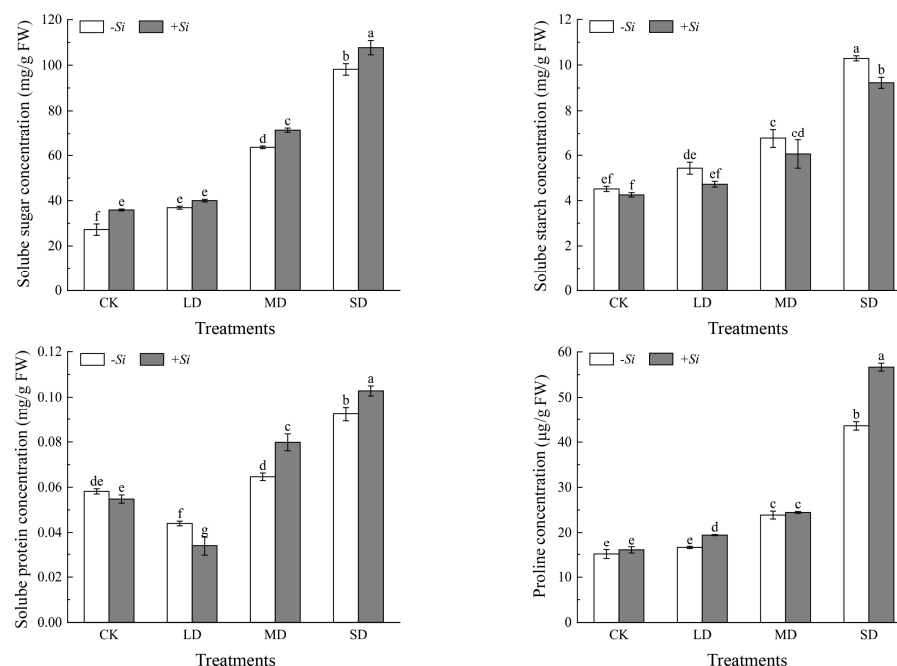 Solube sugar concentration (mg/g FW)
-Si +Si
120
100
80
60
40
20
0
f e e e d c b a
CK LD MD SD
Treatments
Solube starch concentration (mg/g FW)
-Si +Si
12
10
8
6
4
2
0
ef f de ef c cd a b
CK LD MD SD
Treatments
Solube protein concentration (mg/g FW)
-Si +Si
0.12
0.10
0.08
0.06
0.04
0.02
0.00
de e f g d c b a
CK LD MD SD
Treatments
Proline concentration (μg/g FW)
-Si +Si
60
50
40
30
20
10
0
e e e d c c b a
CK LD MD SD
Treatments